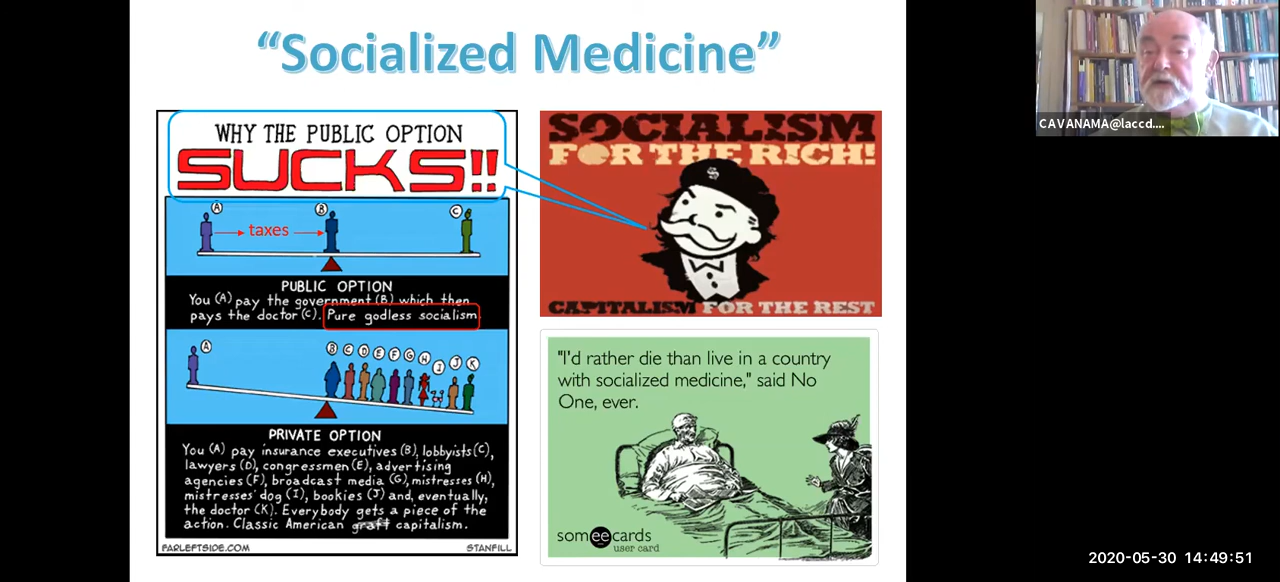 “Socialized Medicine”
WHY THE PUBLIC OPTION
SUCKS!!
A B C
taxes
PUBLIC OPTION
You (A) pay the government (B) which then
pays the doctor (C). Pure godless socialism.
A B C D E F G H I J K
PRIVATE OPTION
You (A) pay insurance executives (B), lobbyists (C),
lawyers (D), congressmen (E), advertising
agencies (F), broadcast media (G), mistresses (H),
mistresses' dog (I), bookies (J) and, eventually,
the doctor (K). Everybody gets a piece of the
action. Classic American graft capitalism.
FARLEFTSIDE.COM STANFILL
SOCIALISM
FOR THE RICH!
$
CAPITALISM FOR THE REST
"I'd rather die than live in a country
with socialized medicine," said No
One, ever.
somee cards
user card
CAVANAMA@laccd....
2020-05-30 14:49:51